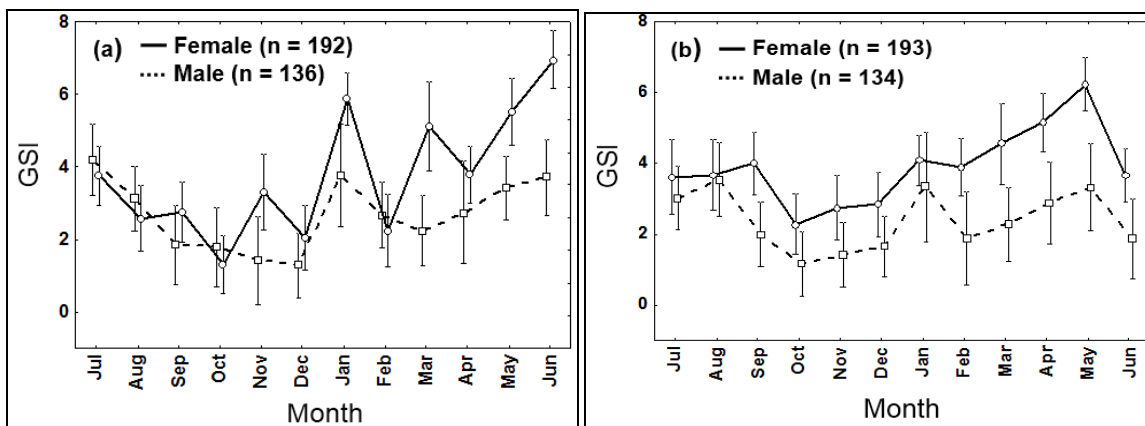 (a)
Female (n = 192)
Male (n = 136)
GSI
8
6
4
2
0
Jul Aug Sep Oct Nov Dec Jan Feb Mar Apr May Jun
Month
(b)
Female (n = 193)
Male (n = 134)
GSI
8
6
4
2
0
Jul Aug Sep Oct Nov Dec Jan Feb Mar Apr May Jun
Month